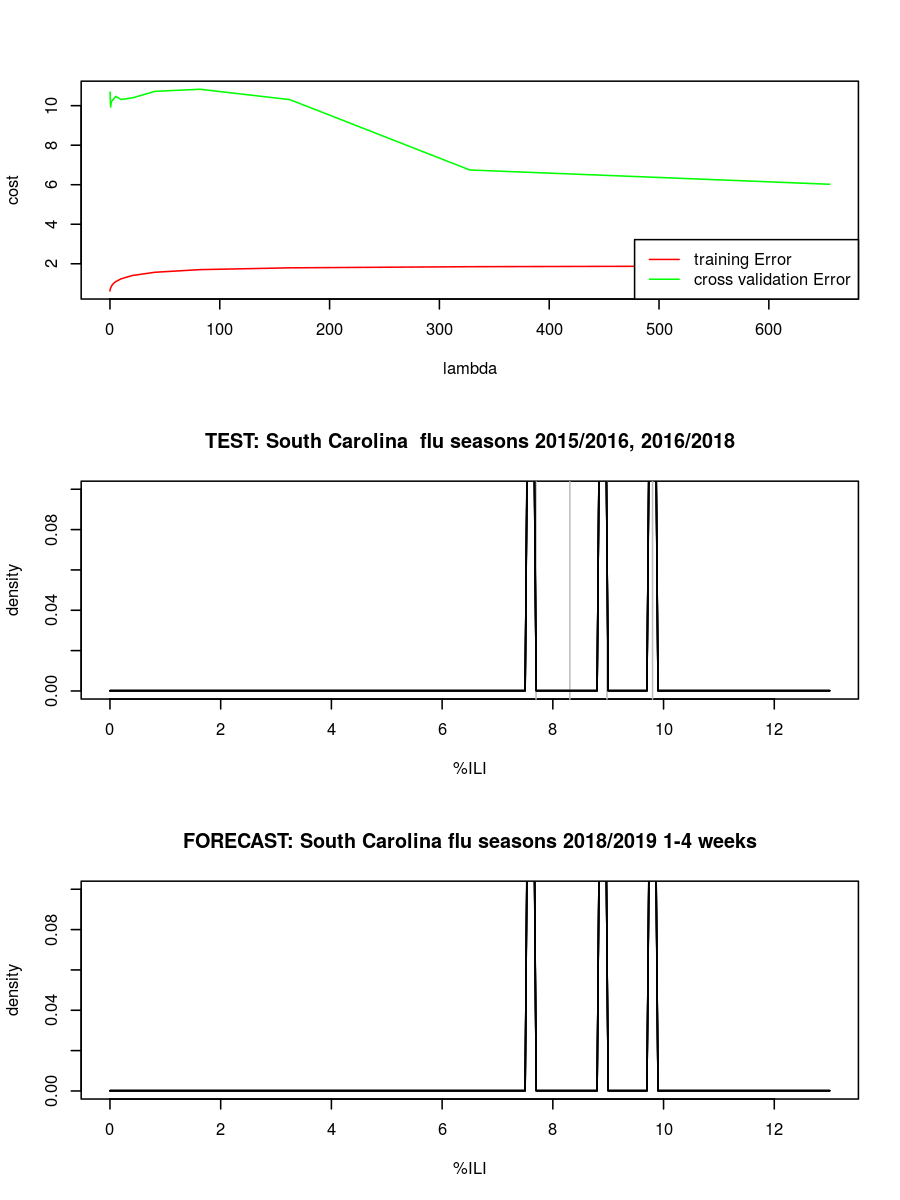 10
8
6
4
2
cost
training Error
cross validation Error
0 100 200 300 400 500 600
lambda
TEST: South Carolina  flu seasons 2015/2016, 2016/2018
0.08
0.04
0.00
density
0 2 4 6 8 10 12
%ILI
FORECAST: South Carolina flu seasons 2018/2019 1-4 weeks
0.08
0.04
0.00
density
0 2 4 6 8 10 12
%ILI